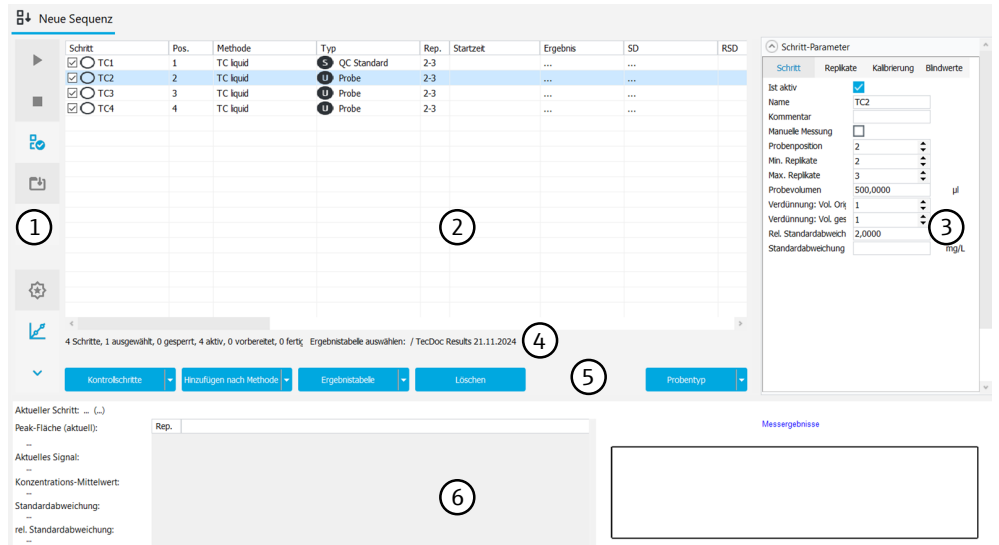 Neue Sequenz
Schritt Pos. Methode Typ Rep. Startzeit Ergebnis SD RSD
TC1 1 TC liquid S QC Standard 2-3 ... ...
TC2 2 TC liquid U Probe 2-3 ... ...
TC3 3 TC liquid U Probe 2-3 ... ...
TC4 4 TC liquid U Probe 2-3 ... ...
1
2
4 Schritte, 1 ausgewählt, 0 gesperrt, 4 aktiv, 0 vorbereitet, 0 fertig Ergebnistabelle auswählen: / TecDoc Results 21.11.2024
4
Kontrollschritte Hinzufügen nach Methode Ergebnistabelle Löschen 5 Probentyp
Schritt-Parameter
Schritt Replikate Kalibrierung Blindwerte
Ist aktiv
Name TC2
Kommentar
Manuelle Messung
Probenposition 2
Min. Replikate 2
Max. Replikate 3
Probevolumen 500,0000 µl
Verdünnung: Vol. Orig 1
Verdünnung: Vol. ges 1
3
Rel. Standardabweich 2,0000
Standardabweichung mg/L
Aktueller Schritt: ... (...)
Peak-Fläche (aktuell):
...
Aktuelles Signal:
...
Konzentrations-Mittelwert:
...
Standardabweichung:
...
rel. Standardabweichung:
...
Rep.
6
Messergebnisse